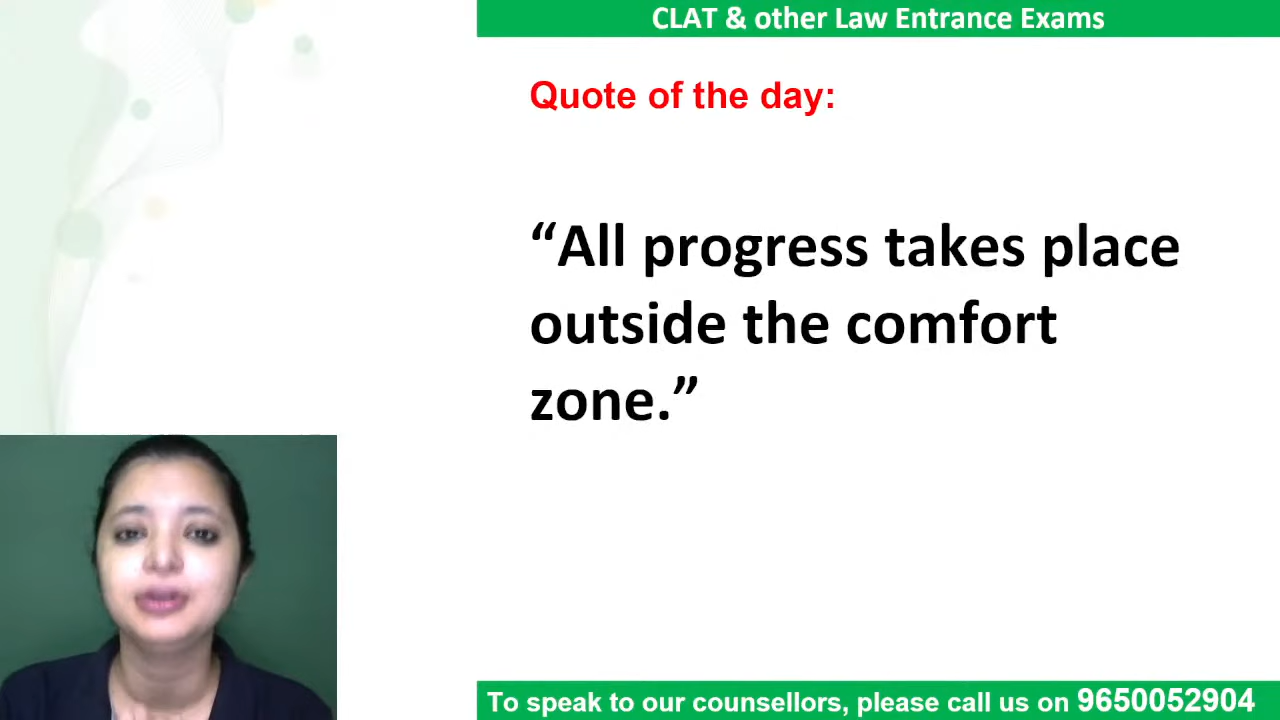 CLAT & other Law Entrance Exams
Quote of the day:
“All progress takes place
outside the comfort
zone.”
To speak to our counsellors, please call us on 9650052904